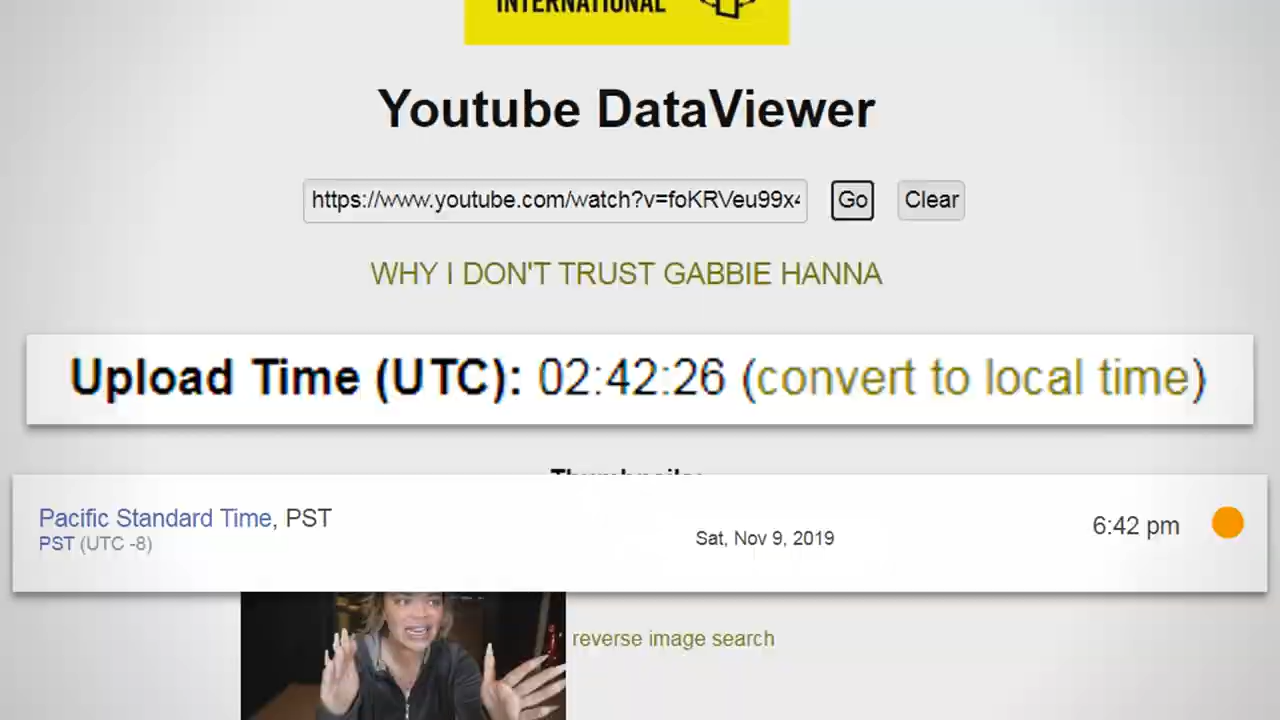 INTERNATIONAL
Youtube DataViewer
https://www.youtube.com/watch?v=foKRVeu99x4
Go
Clear
WHY I DON'T TRUST GABBIE HANNA
Upload Time (UTC): 02:42:26 (convert to local time)
Pacific Standard Time, PST
PST (UTC -8)
Sat, Nov 9, 2019
6:42 pm
reverse image search